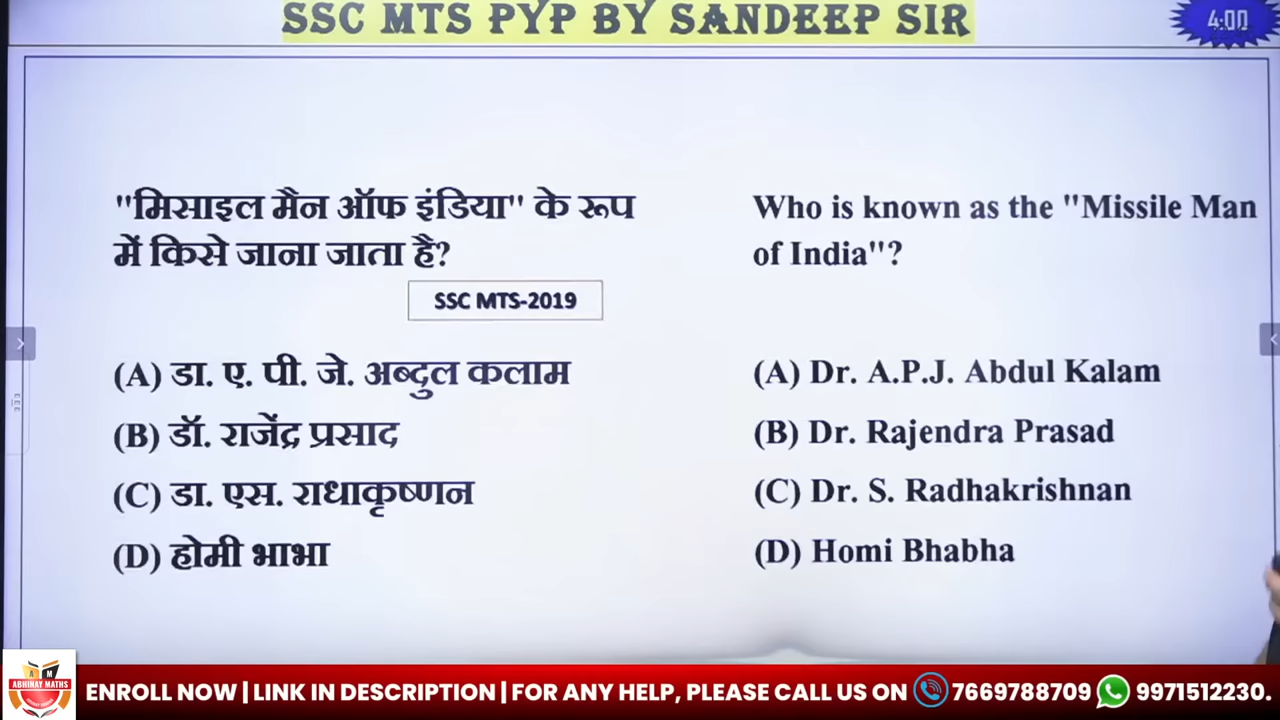 SSC MTS PYP BY SANDEEP SIR
4:00
"मिसाइल मैन ऑफ इंडिया" के रूप
में किसे जाना जाता है?
SSC MTS-2019
(A) डा. ए. पी. जे. अब्दुल कलाम
(B) डॉ. राजेंद्र प्रसाद
(C) डा. एस. राधाकृष्णन
(D) होमी भाभा
Who is known as the "Missile Man
of India"?
(A) Dr. A.P.J. Abdul Kalam
(B) Dr. Rajendra Prasad
(C) Dr. S. Radhakrishnan
(D) Homi Bhabha
ABHINAY MATHS
ENROLL NOW | LINK IN DESCRIPTION | FOR ANY HELP, PLEASE CALL US ON 7669788709 9971512230.